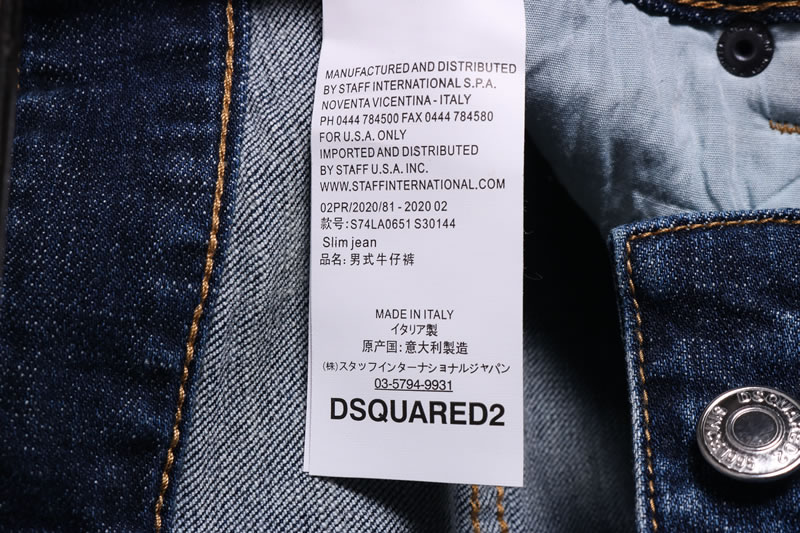 MANUFACTURED AND DISTRIBUTED
BY STAFF INTERNATIONAL S.P.A.
NOVENTA VICENTINA - ITALY
PH 0444 784500 FAX 0444 784580
FOR U.S.A. ONLY
IMPORTED AND DISTRIBUTED
BY STAFF U.S.A. INC.
WWW.STAFFINTERNATIONAL.COM
02PR/2020/81 - 2020 02
款号: S74LA0651 S30144
Slim jean
品名: 男式牛仔裤
MADE IN ITALY
イタリア製
原产国: 意大利製造
(株)スタッフインターナショナルジャパン
03-5794-9931
DSQUARED2